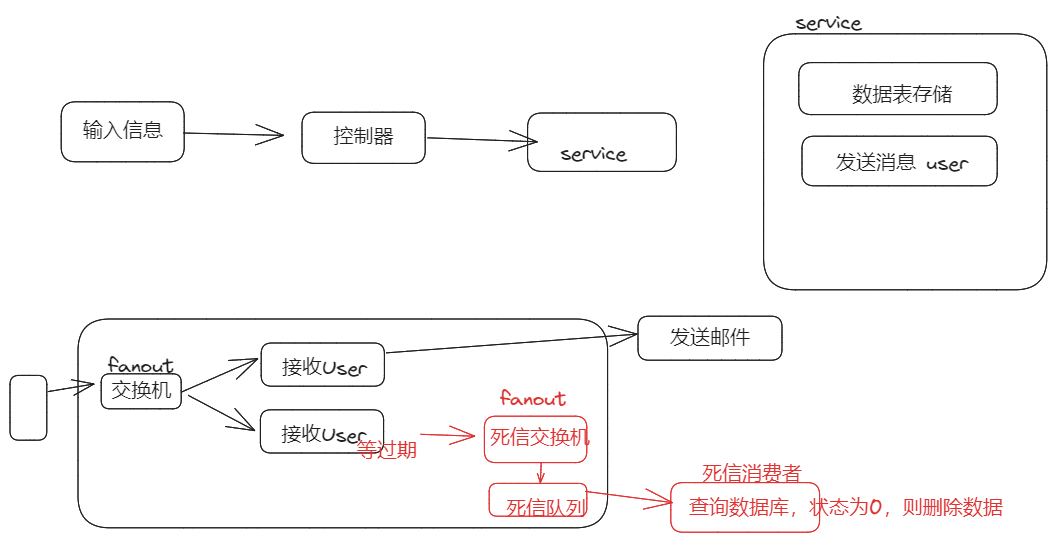 service
数据表存储
输入信息
控制器
service
发送消息 user
fanout
交换机
接收User
发送邮件
接收User
等过期
fanout
死信交换机
死信队列
死信消费者
查询数据库，状态为0，则删除数据